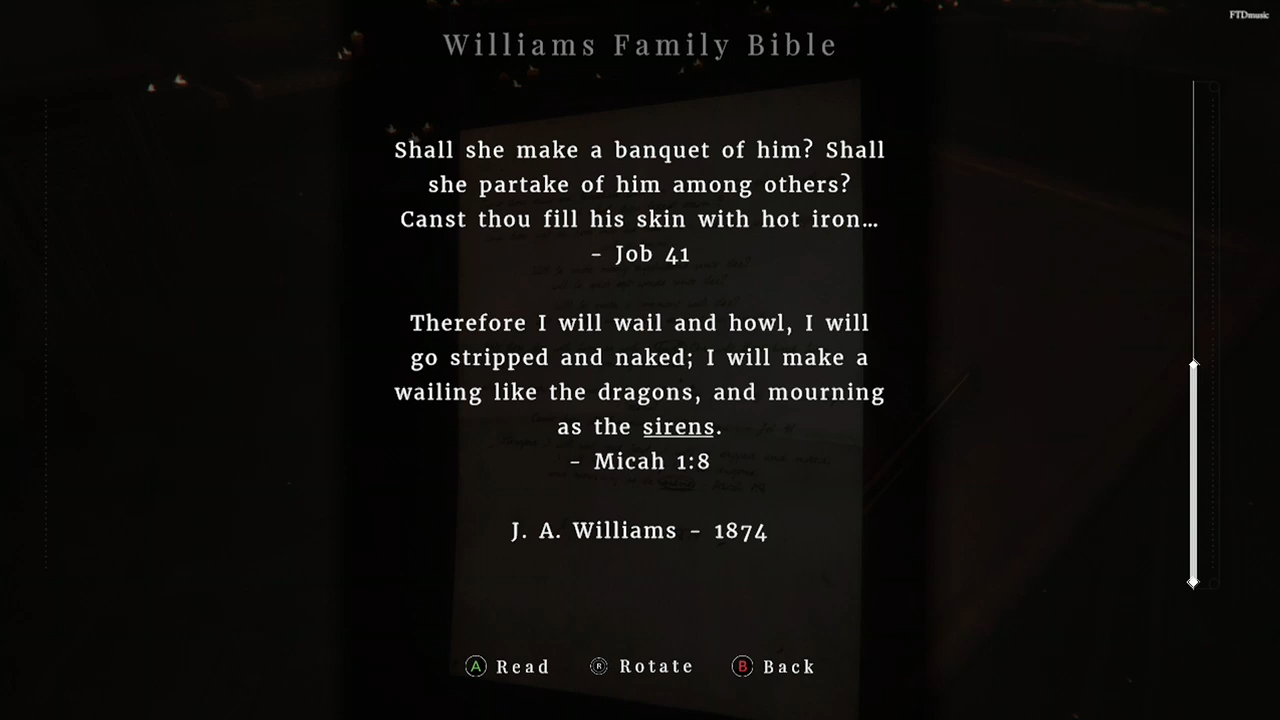 FTDmusic
Williams Family Bible
Shall she make a banquet of him? Shall
she partake of him among others?
Canst thou fill his skin with hot iron…
- Job 41
Therefore I will wail and howl, I will
go stripped and naked; I will make a
wailing like the dragons, and mourning
as the sirens.
- Micah 1:8
J. A. Williams - 1874
A Read
R Rotate
B Back